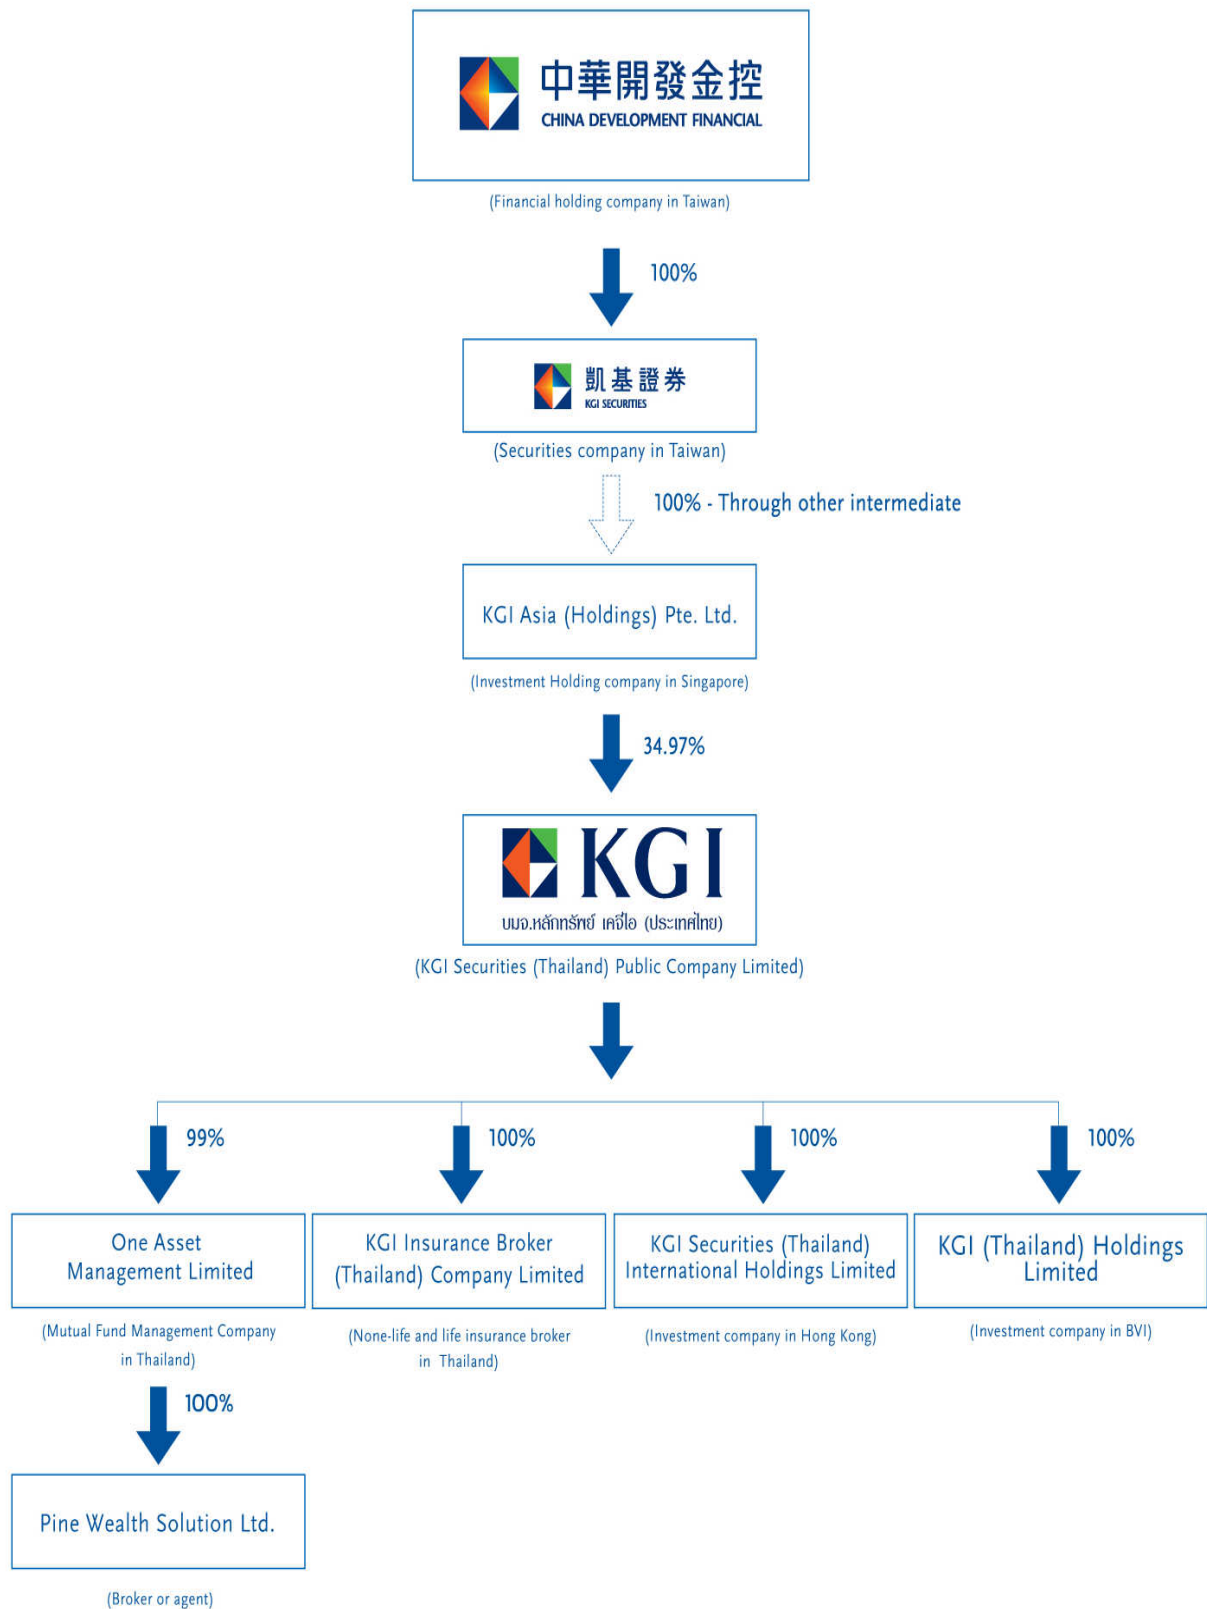 中華開發金控
CHINA DEVELOPMENT FINANCIAL
(Financial holding company in Taiwan)
100%
凱基證券
KGI SECURITIES
(Securities company in Taiwan)
100% - Through other intermediate
KGI Asia (Holdings) Pte. Ltd.
(Investment Holding company in Singapore)
34.97%
KGI
บมจ.หลักทรัพย์ เคจีไอ (ประเทศไทย)
(KGI Securities (Thailand) Public Company Limited)
99%
100%
100%
100%
One Asset
Management Limited
(Mutual Fund Management Company
in Thailand)
KGI Insurance Broker
(Thailand) Company Limited
(None-life and life insurance broker
in Thailand)
KGI Securities (Thailand)
International Holdings Limited
(Investment company in Hong Kong)
KGI (Thailand) Holdings
Limited
(Investment company in BVI)
100%
Pine Wealth Solution Ltd.
(Broker or agent)